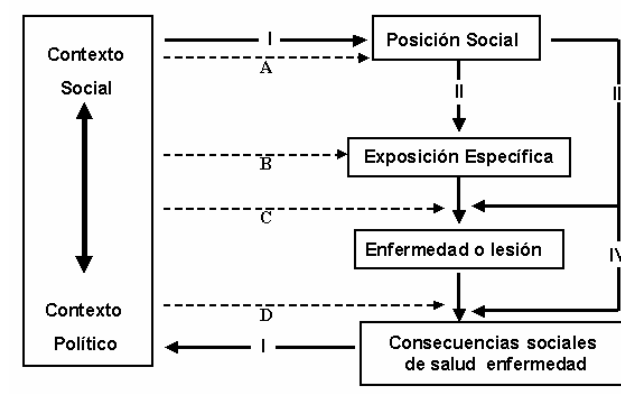 Contexto
Social
Contexto
Político
I
A
Posición Social
II
II
B
Exposición Específica
C
Enfermedad o lesión
IV
D
I
Consecuencias sociales
de salud enfermedad